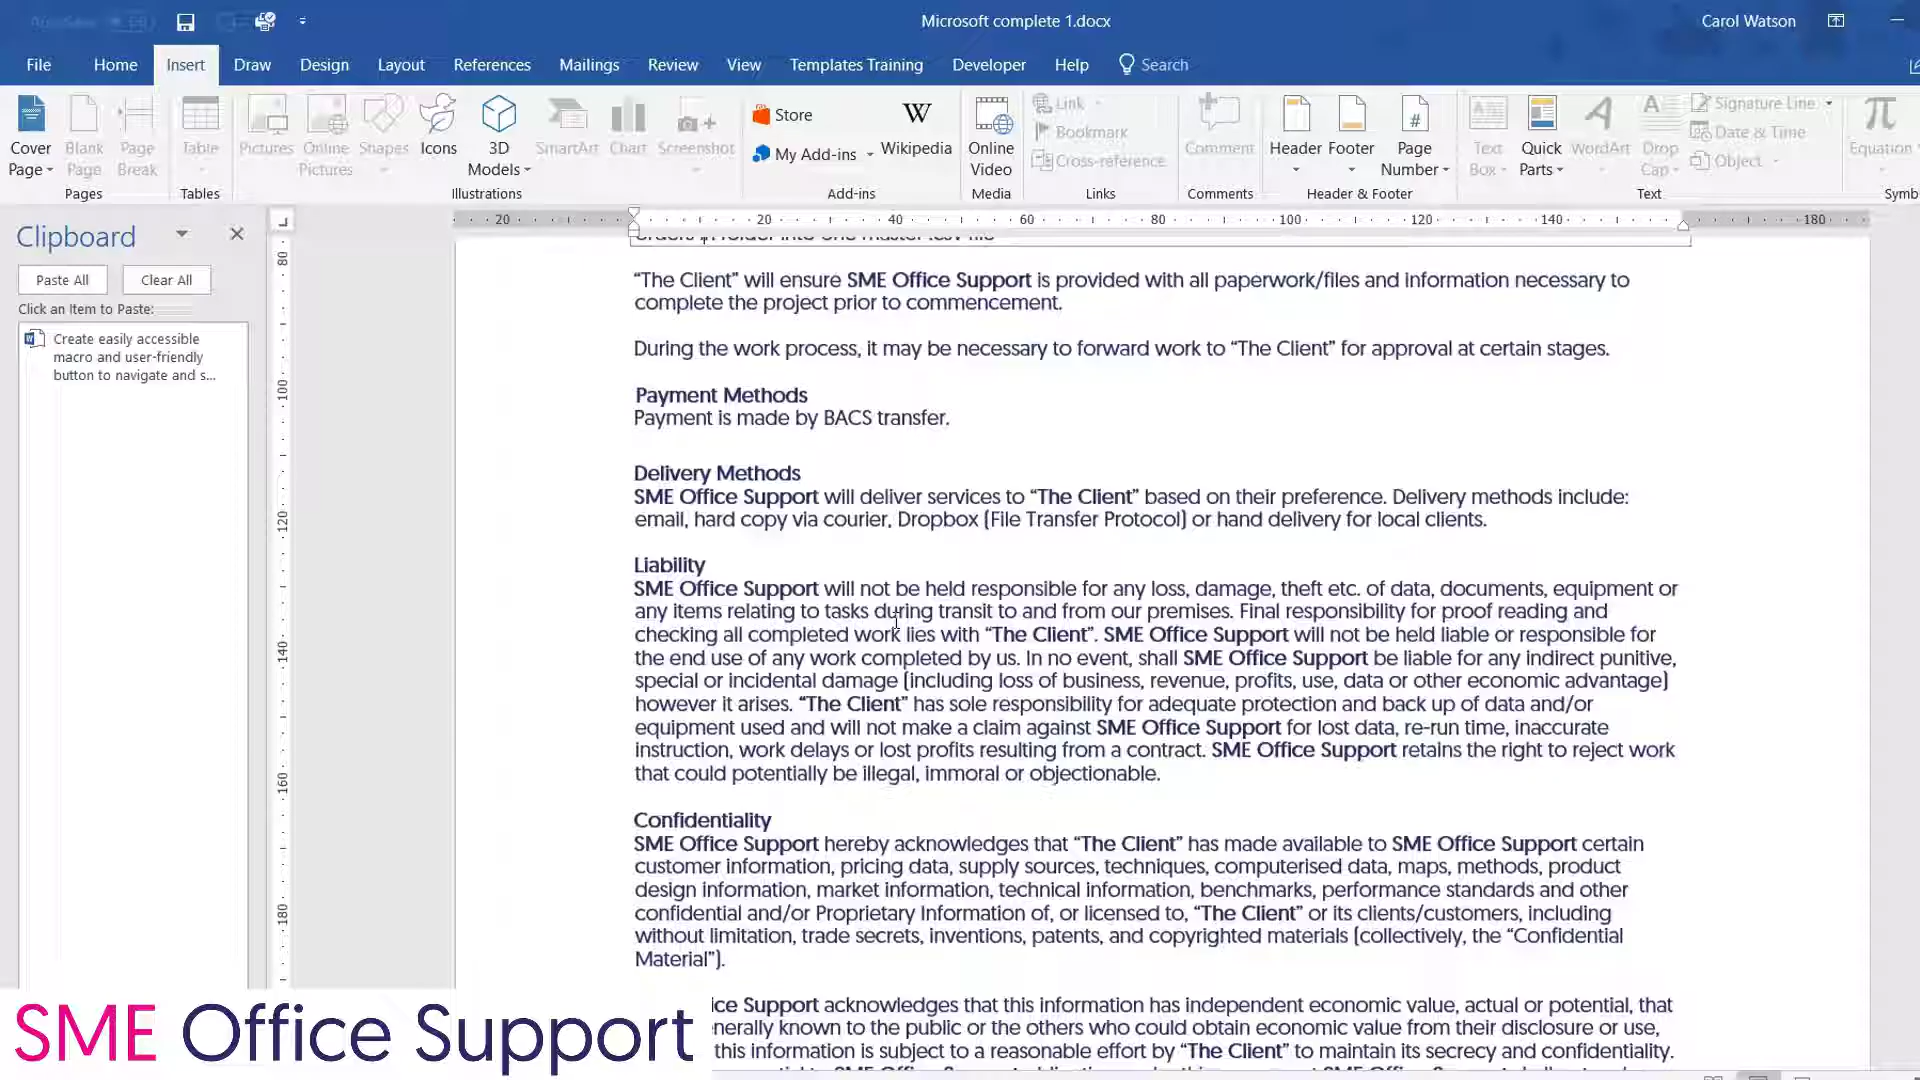 Microsoft complete 1.docx
Carol Watson
File Home Insert Draw Design Layout References Mailings Review View Templates Training Developer Help Search
Cover Page
Blank Page
Page Break
Pages
Table
Tables
Pictures
Online Pictures
Shapes
Icons
3D Models
SmartArt
Chart
Screenshot
Illustrations
Store
My Add-ins
Wikipedia
Add-ins
Online Video
Media
Link
Bookmark
Cross-reference
Links
Comment
Comments
Header
Footer
Page Number
Header & Footer
Text Box
Quick Parts
WordArt
Drop Cap
Signature Line
Date & Time
Object
Text
Equation
Symb
Clipboard
Paste All
Clear All
Click an Item to Paste:
Create easily accessible
macro and user-friendly
button to navigate and s...
20 20 40 60 80 100 120 140 180
80
100
120
140
160
180
“The Client” will ensure SME Office Support is provided with all paperwork/files and information necessary to
complete the project prior to commencement.
During the work process, it may be necessary to forward work to “The Client” for approval at certain stages.
Payment Methods
Payment is made by BACS transfer.
Delivery Methods
SME Office Support will deliver services to “The Client” based on their preference. Delivery methods include:
email, hard copy via courier, Dropbox (File Transfer Protocol) or hand delivery for local clients.
Liability
SME Office Support will not be held responsible for any loss, damage, theft etc. of data, documents, equipment or
any items relating to tasks during transit to and from our premises. Final responsibility for proof reading and
checking all completed work lies with “The Client”. SME Office Support will not be held liable or responsible for
the end use of any work completed by us. In no event, shall SME Office Support be liable for any indirect punitive,
special or incidental damage (including loss of business, revenue, profits, use, data or other economic advantage)
however it arises. “The Client” has sole responsibility for adequate protection and back up of data and/or
equipment used and will not make a claim against SME Office Support for lost data, re-run time, inaccurate
instruction, work delays or lost profits resulting from a contract. SME Office Support retains the right to reject work
that could potentially be illegal, immoral or objectionable.
Confidentiality
SME Office Support hereby acknowledges that “The Client” has made available to SME Office Support certain
customer information, pricing data, supply sources, techniques, computerised data, maps, methods, product
design information, market information, technical information, benchmarks, performance standards and other
confidential and/or Proprietary Information of, or licensed to, “The Client” or its clients/customers, including
without limitation, trade secrets, inventions, patents, and copyrighted materials (collectively, the “Confidential
Material”).
ice Support acknowledges that this information has independent economic value, actual or potential, that
enerally known to the public or the others who could obtain economic value from their disclosure or use,
this information is subject to a reasonable effort by “The Client” to maintain its secrecy and confidentiality.
SME Office Support